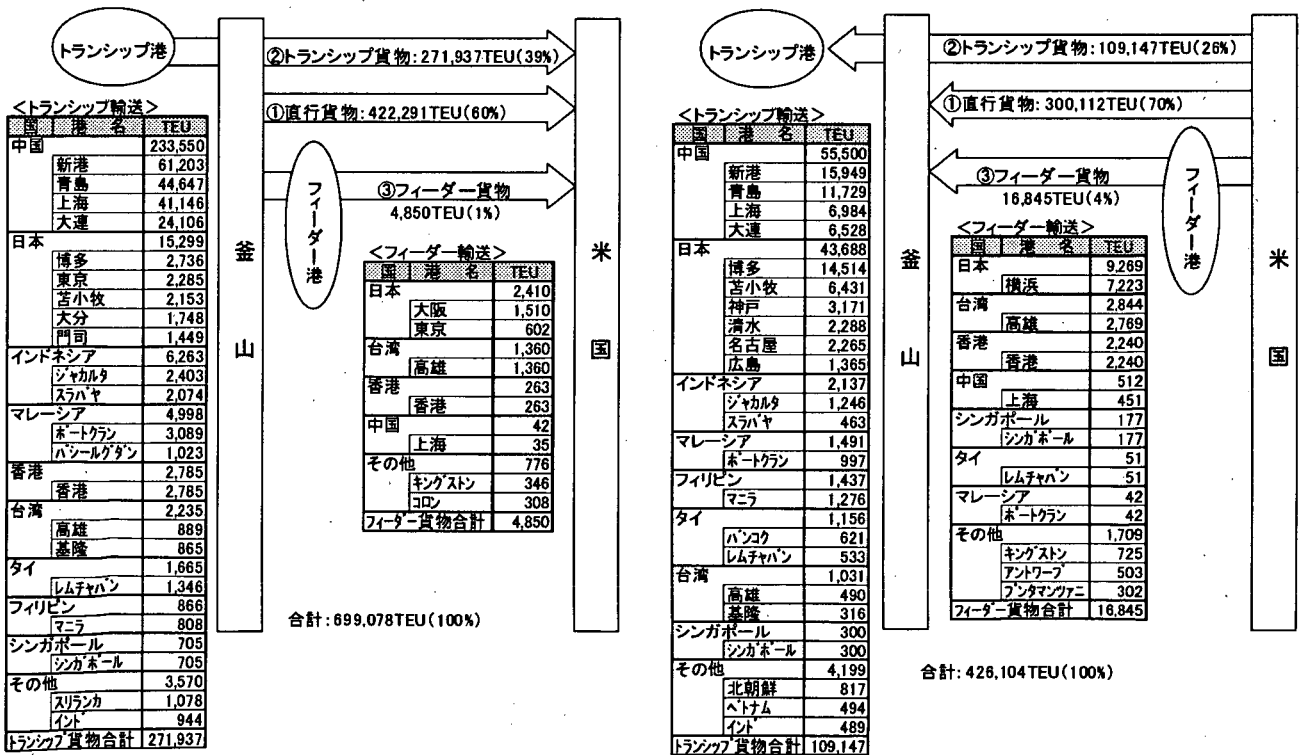 トランシップ港
②トランシップ貨物:271,937TEU(39%)
①直行貨物:422,291TEU(60%)
③フィーダー貨物
4,850TEU(1%)
フィーダー港
釜山
米国
<トランシップ輸送>
国 港名 TEU
中国 233,550
新港 61,203
青島 44,647
上海 41,146
大連 24,106
日本 15,299
博多 2,736
東京 2,285
苫小牧 2,153
大分 1,748
門司 1,449
インドネシア 6,263
ジャカルタ 2,403
スラバヤ 2,074
マレーシア 4,998
ポートクラン 3,089
パシールグダン 1,023
香港 2,785
香港 2,785
台湾 2,235
高雄 889
基隆 865
タイ 1,665
レムチャバン 1,346
フィリピン 866
マニラ 808
シンガポール 705
シンガポール 705
その他 3,570
スリランカ 1,078
インド 944
トランシップ貨物合計 271,937
<フィーダー輸送>
国 港名 TEU
日本 2,410
大阪 1,510
東京 602
台湾 1,360
高雄 1,360
香港 263
香港 263
中国 42
上海 35
その他 776
キングストン 346
コロン 308
フィーダー貨物合計 4,850
合計:699,078TEU(100%)
トランシップ港
②トランシップ貨物:109,147TEU(26%)
①直行貨物:300,112TEU(70%)
③フィーダー貨物
16,845TEU(4%)
フィーダー港
釜山
米国
<トランシップ輸送>
国 港名 TEU
中国 55,500
新港 15,949
青島 11,729
上海 6,984
大連 6,528
日本 43,688
博多 14,514
苫小牧 6,431
神戸 3,171
清水 2,288
名古屋 2,265
広島 1,365
インドネシア 2,137
ジャカルタ 1,246
スラバヤ 463
マレーシア 1,491
ポートクラン 997
フィリピン 1,437
マニラ 1,276
タイ 1,156
バンコク 621
レムチャバン 533
台湾 1,031
高雄 490
基隆 316
シンガポール 300
シンガポール 300
その他 4,199
北朝鮮 817
ベトナム 494
インド 489
トランシップ貨物合計 109,147
<フィーダー輸送>
国 港名 TEU
日本 9,269
横浜 7,223
台湾 2,844
高雄 2,769
香港 2,240
香港 2,240
中国 512
上海 451
シンガポール 177
シンガポール 177
タイ 51
レムチャバン 51
マレーシア 42
ポートクラン 42
その他 1,709
キングストン 725
アントワープ 503
プンタマンツァニ 302
フィーダー貨物合計 16,845
合計:426,104TEU(100%)